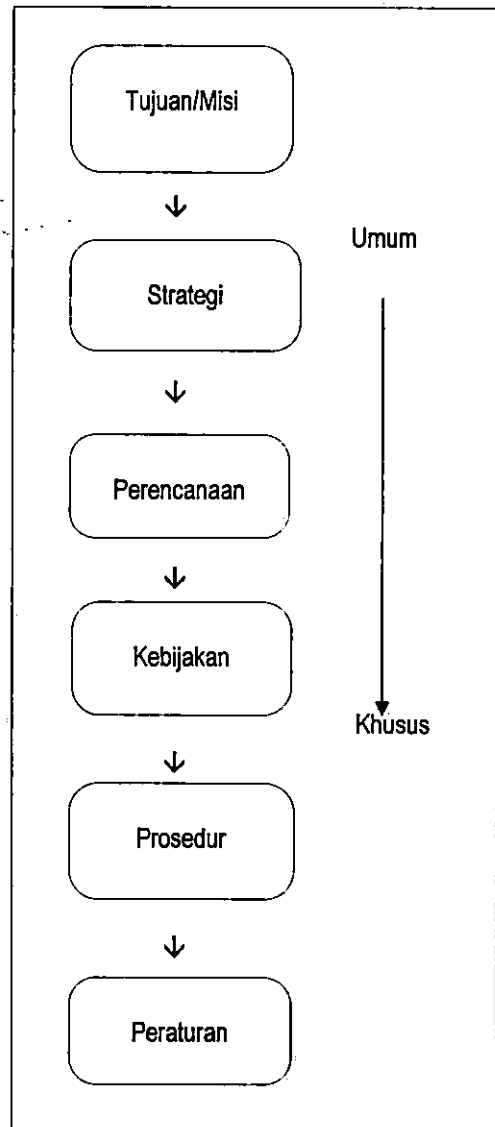 Tujuan/Misi
Umum
Strategi
Perencanaan
Kebijakan
Khusus
Prosedur
Peraturan